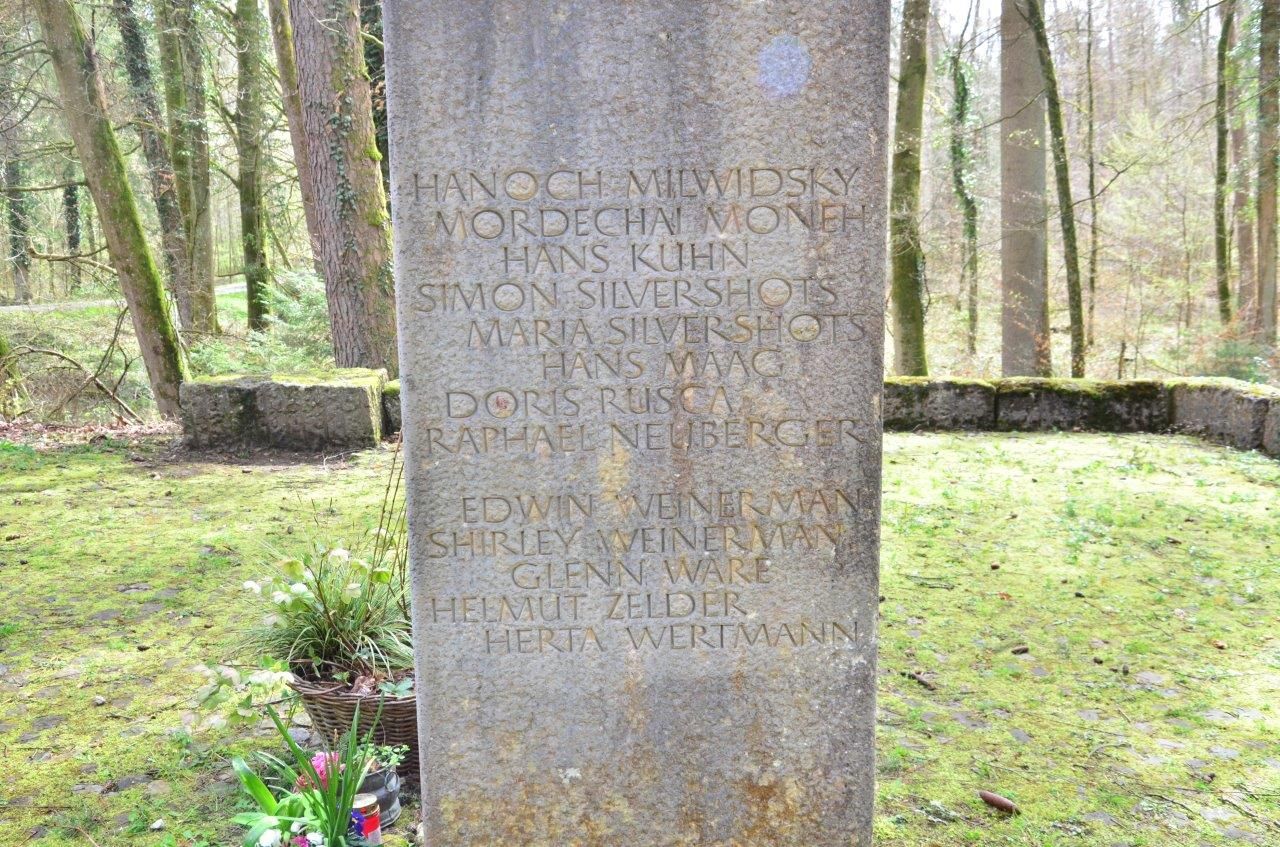 HANOCH MILWIDSKY
MORDECHAI MONEH
HANS KUHN
SIMON SILVERSHOTS
MARIA SILVERSHOTS
HANS MAAG
DORIS RUSCA
RAPHAEL NEUBERGER
EDWIN WEINERMAN
SHIRLEY WEINERMAN
GLENN WARE
HELMUT ZELDER
HERTA WERTMANN